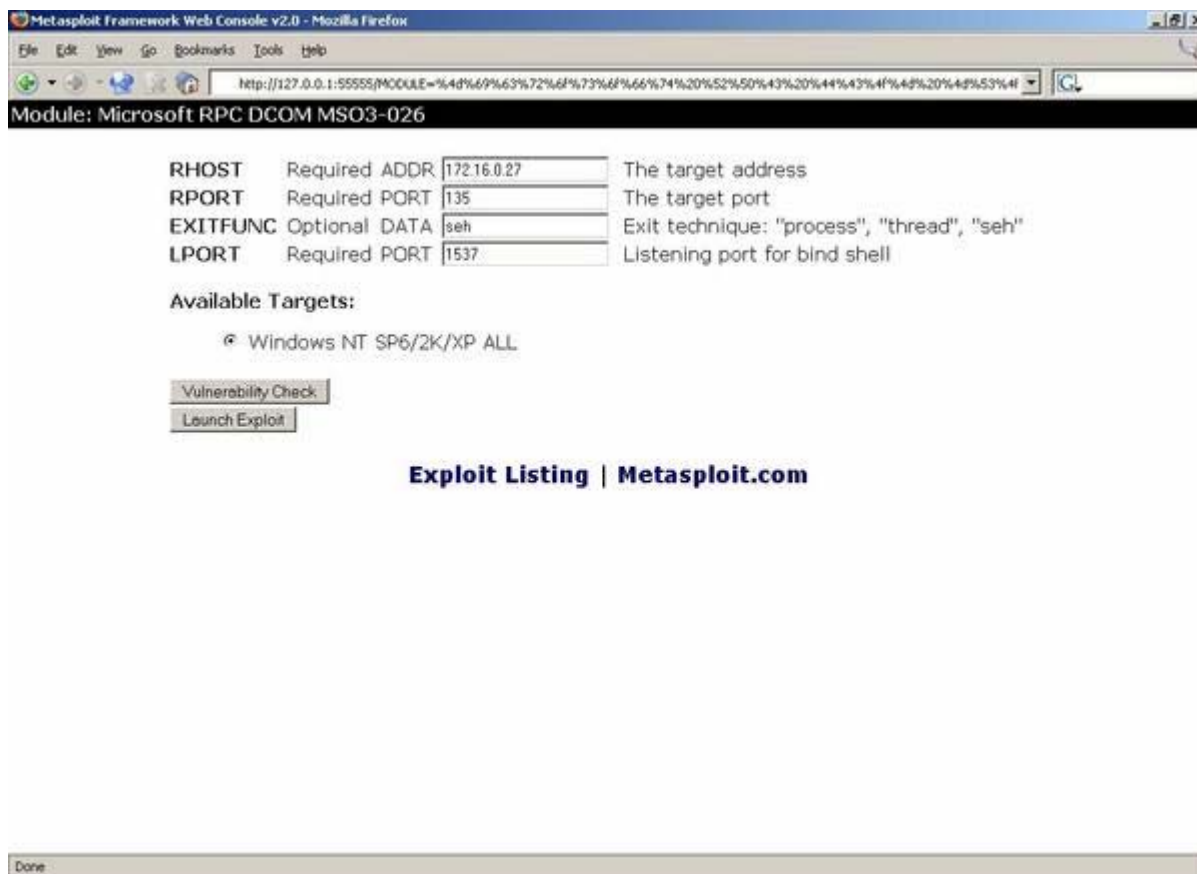 Metasploit Framework Web Console v2.0 - Mozilla Firefox
File Edit View Go Bookmarks Tools Help
http://127.0.0.1:55555/MODULE=%4d%69%63%72%6f%73%6f%66%74%20%52%50%43%20%44%43%4f%4d%20%4d%53%4f
Module: Microsoft RPC DCOM MSO3-026
RHOST Required ADDR 172.16.0.27 The target address
RPORT Required PORT 135 The target port
EXITFUNC Optional DATA seh Exit technique: "process", "thread", "seh"
LPORT Required PORT 1537 Listening port for bind shell
Available Targets:
Windows NT SP6/2K/XP ALL
Vulnerability Check
Launch Exploit
Exploit Listing | Metasploit.com
Done